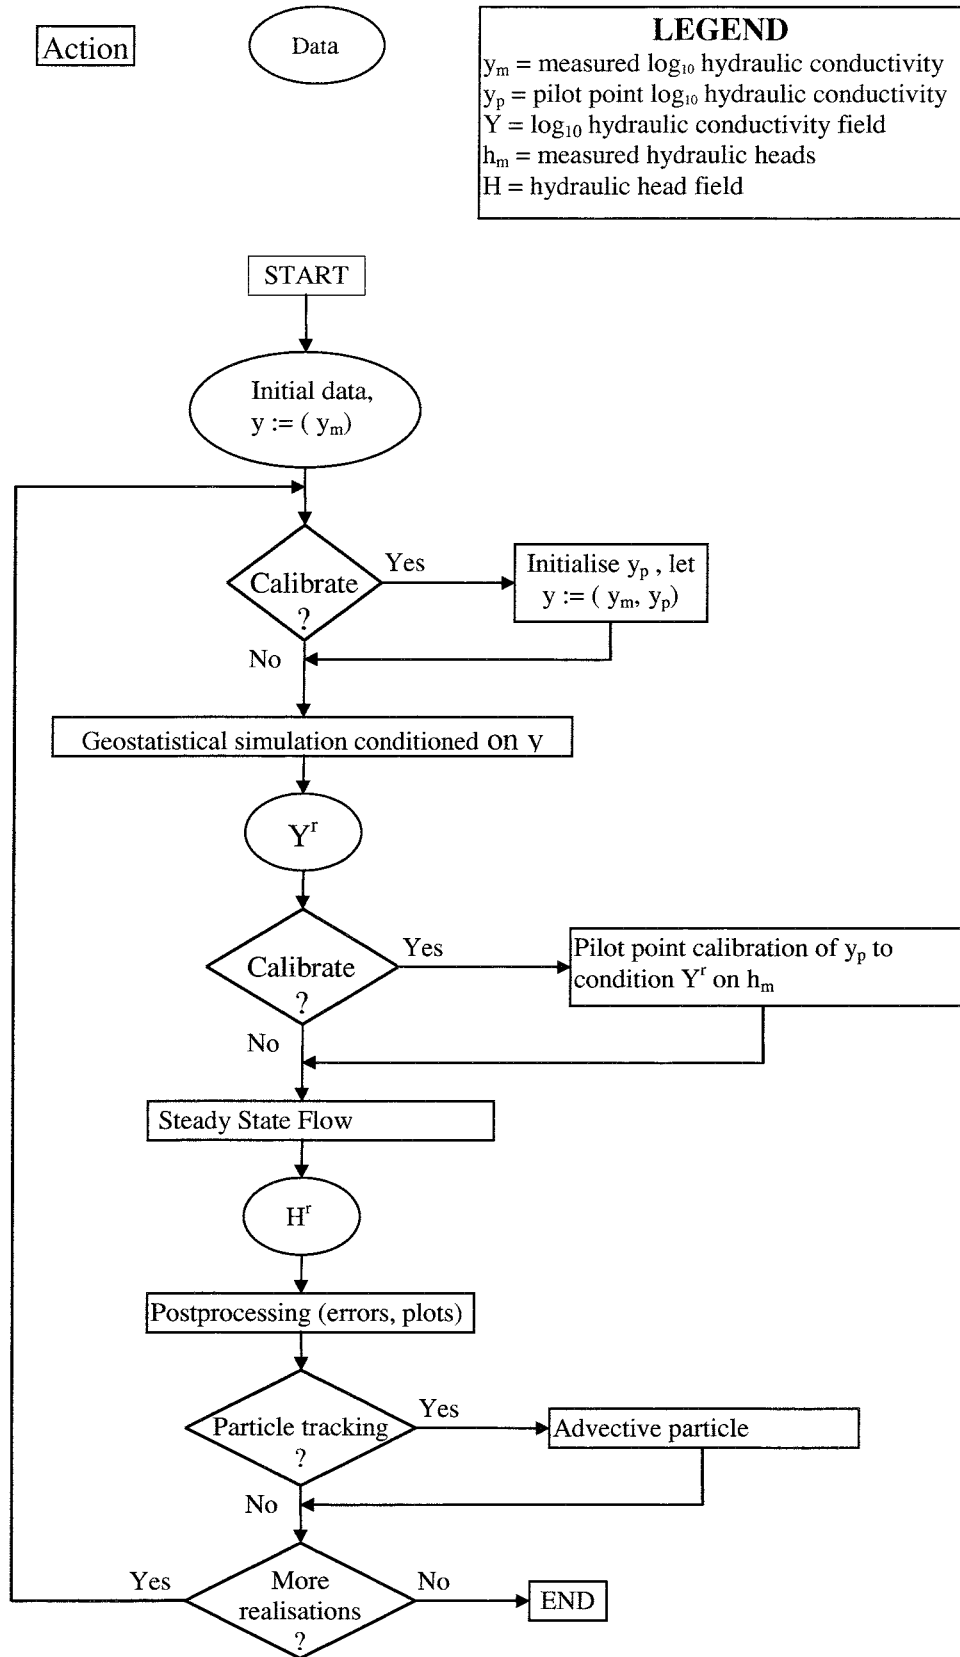 Action
Data
LEGEND
yₘ = measured log₁₀ hydraulic conductivity
yₚ = pilot point log₁₀ hydraulic conductivity
Y = log₁₀ hydraulic conductivity field
hₘ = measured hydraulic heads
H = hydraulic head field
START
Initial data,
y := ( yₘ)
Calibrate
?
Yes
Initialise yₚ , let
y := ( yₘ, yₚ)
No
Geostatistical simulation conditioned on y
Yʳ
Calibrate
?
Yes
Pilot point calibration of yₚ to
condition Yʳ on hₘ
No
Steady State Flow
Hʳ
Postprocessing (errors, plots)
Particle tracking
?
Yes
Advective particle
No
More
realisations
?
Yes
No
END